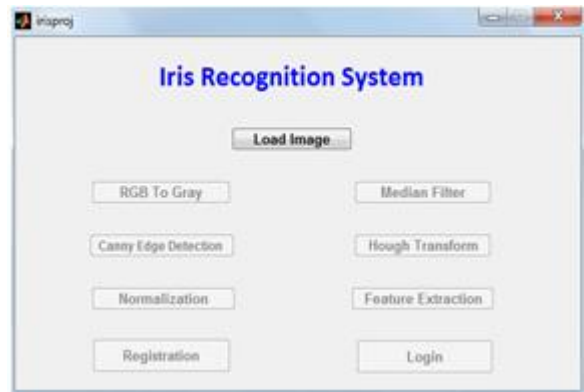 irisproj
Iris Recognition System
Load Image
RGB To Gray
Median Filter
Canny Edge Detection
Hough Transform
Normalization
Feature Extraction
Registration
Login